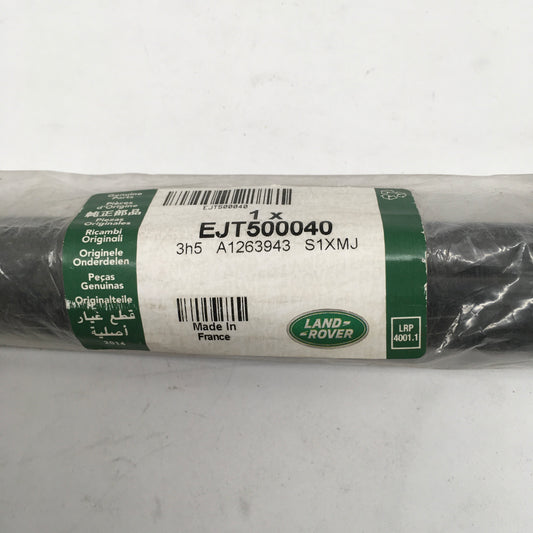 Genuine
Parts
Pièces
d'Origine
純正部品
Piezas
Originales
Ricambi
Originali
Originele
Onderdelen
Peças
Genuinas
Originalteile
قطع غيار
أصلية
2014
EJT500040
1 x
EJT500040
3h5 A1263943 S1XMJ
Made In
France
LAND
ROVER
LRP
4001.1